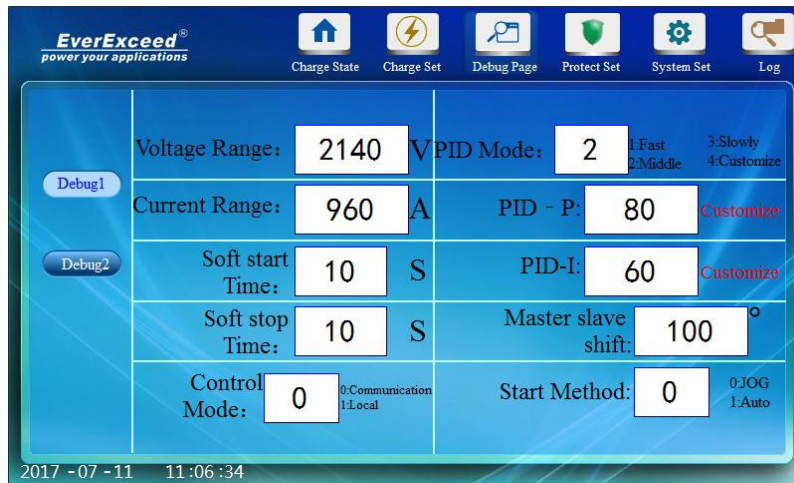 EverExceed®
power your applications
Charge State
Charge Set
Debug Page
Protect Set
System Set
Log
Debug1
Debug2
Voltage Range： 2140 V
Current Range： 960 A
Soft start
Time： 10 S
Soft stop
Time： 10 S
Control
Mode： 0 0:Communication
1:Local
PID Mode： 2 1:Fast 3:Slowly
2:Middle 4:Customize
PID - P: 80 Customize
PID-I: 60 Customize
Master slave
shift: 100 °
Start Method: 0 0:JOG
1:Auto
2017 -07 -11 11:06:34